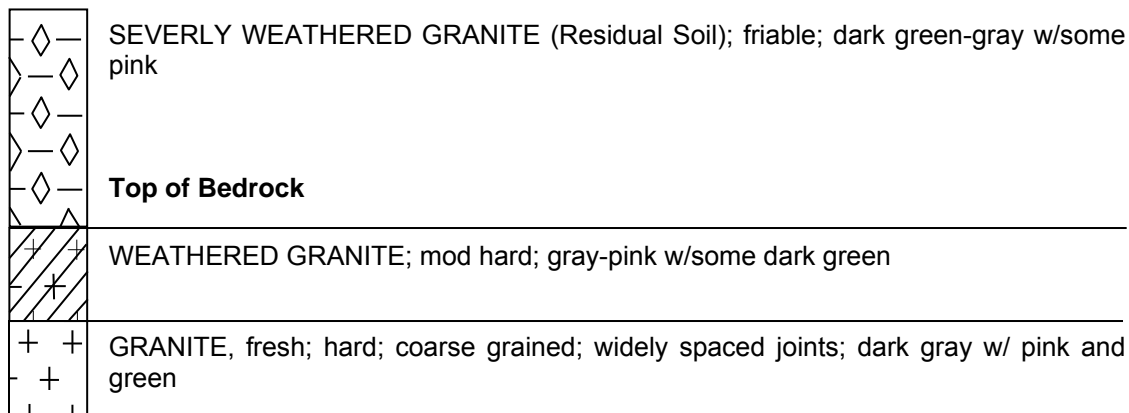 SEVERLY WEATHERED GRANITE (Residual Soil); friable; dark green-gray w/some
pink
Top of Bedrock
WEATHERED GRANITE; mod hard; gray-pink w/some dark green
GRANITE, fresh; hard; coarse grained; widely spaced joints; dark gray w/ pink and
green